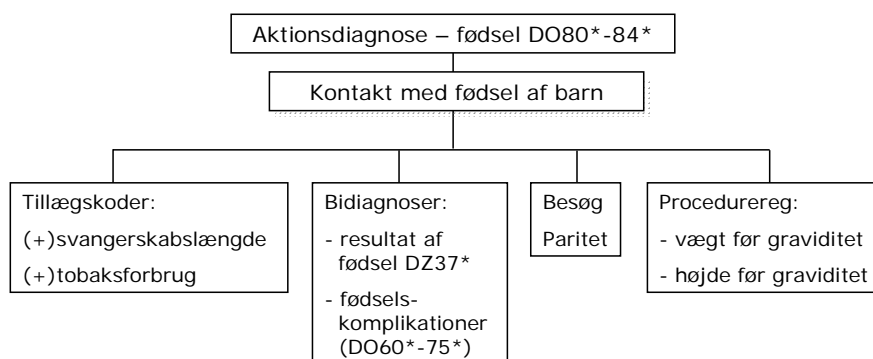 Aktionsdiagnose – fødsel DO80*-84*
Kontakt med fødsel af barn
Tillægskoder:
(+)svangerskabslængde
(+)tobaksforbrug
Bidiagnoser:
- resultat af
fødsel DZ37*
- fødsels-
komplikationer
(DO60*-75*)
Besøg
Paritet
Procedurereg:
- vægt før graviditet
- højde før graviditet